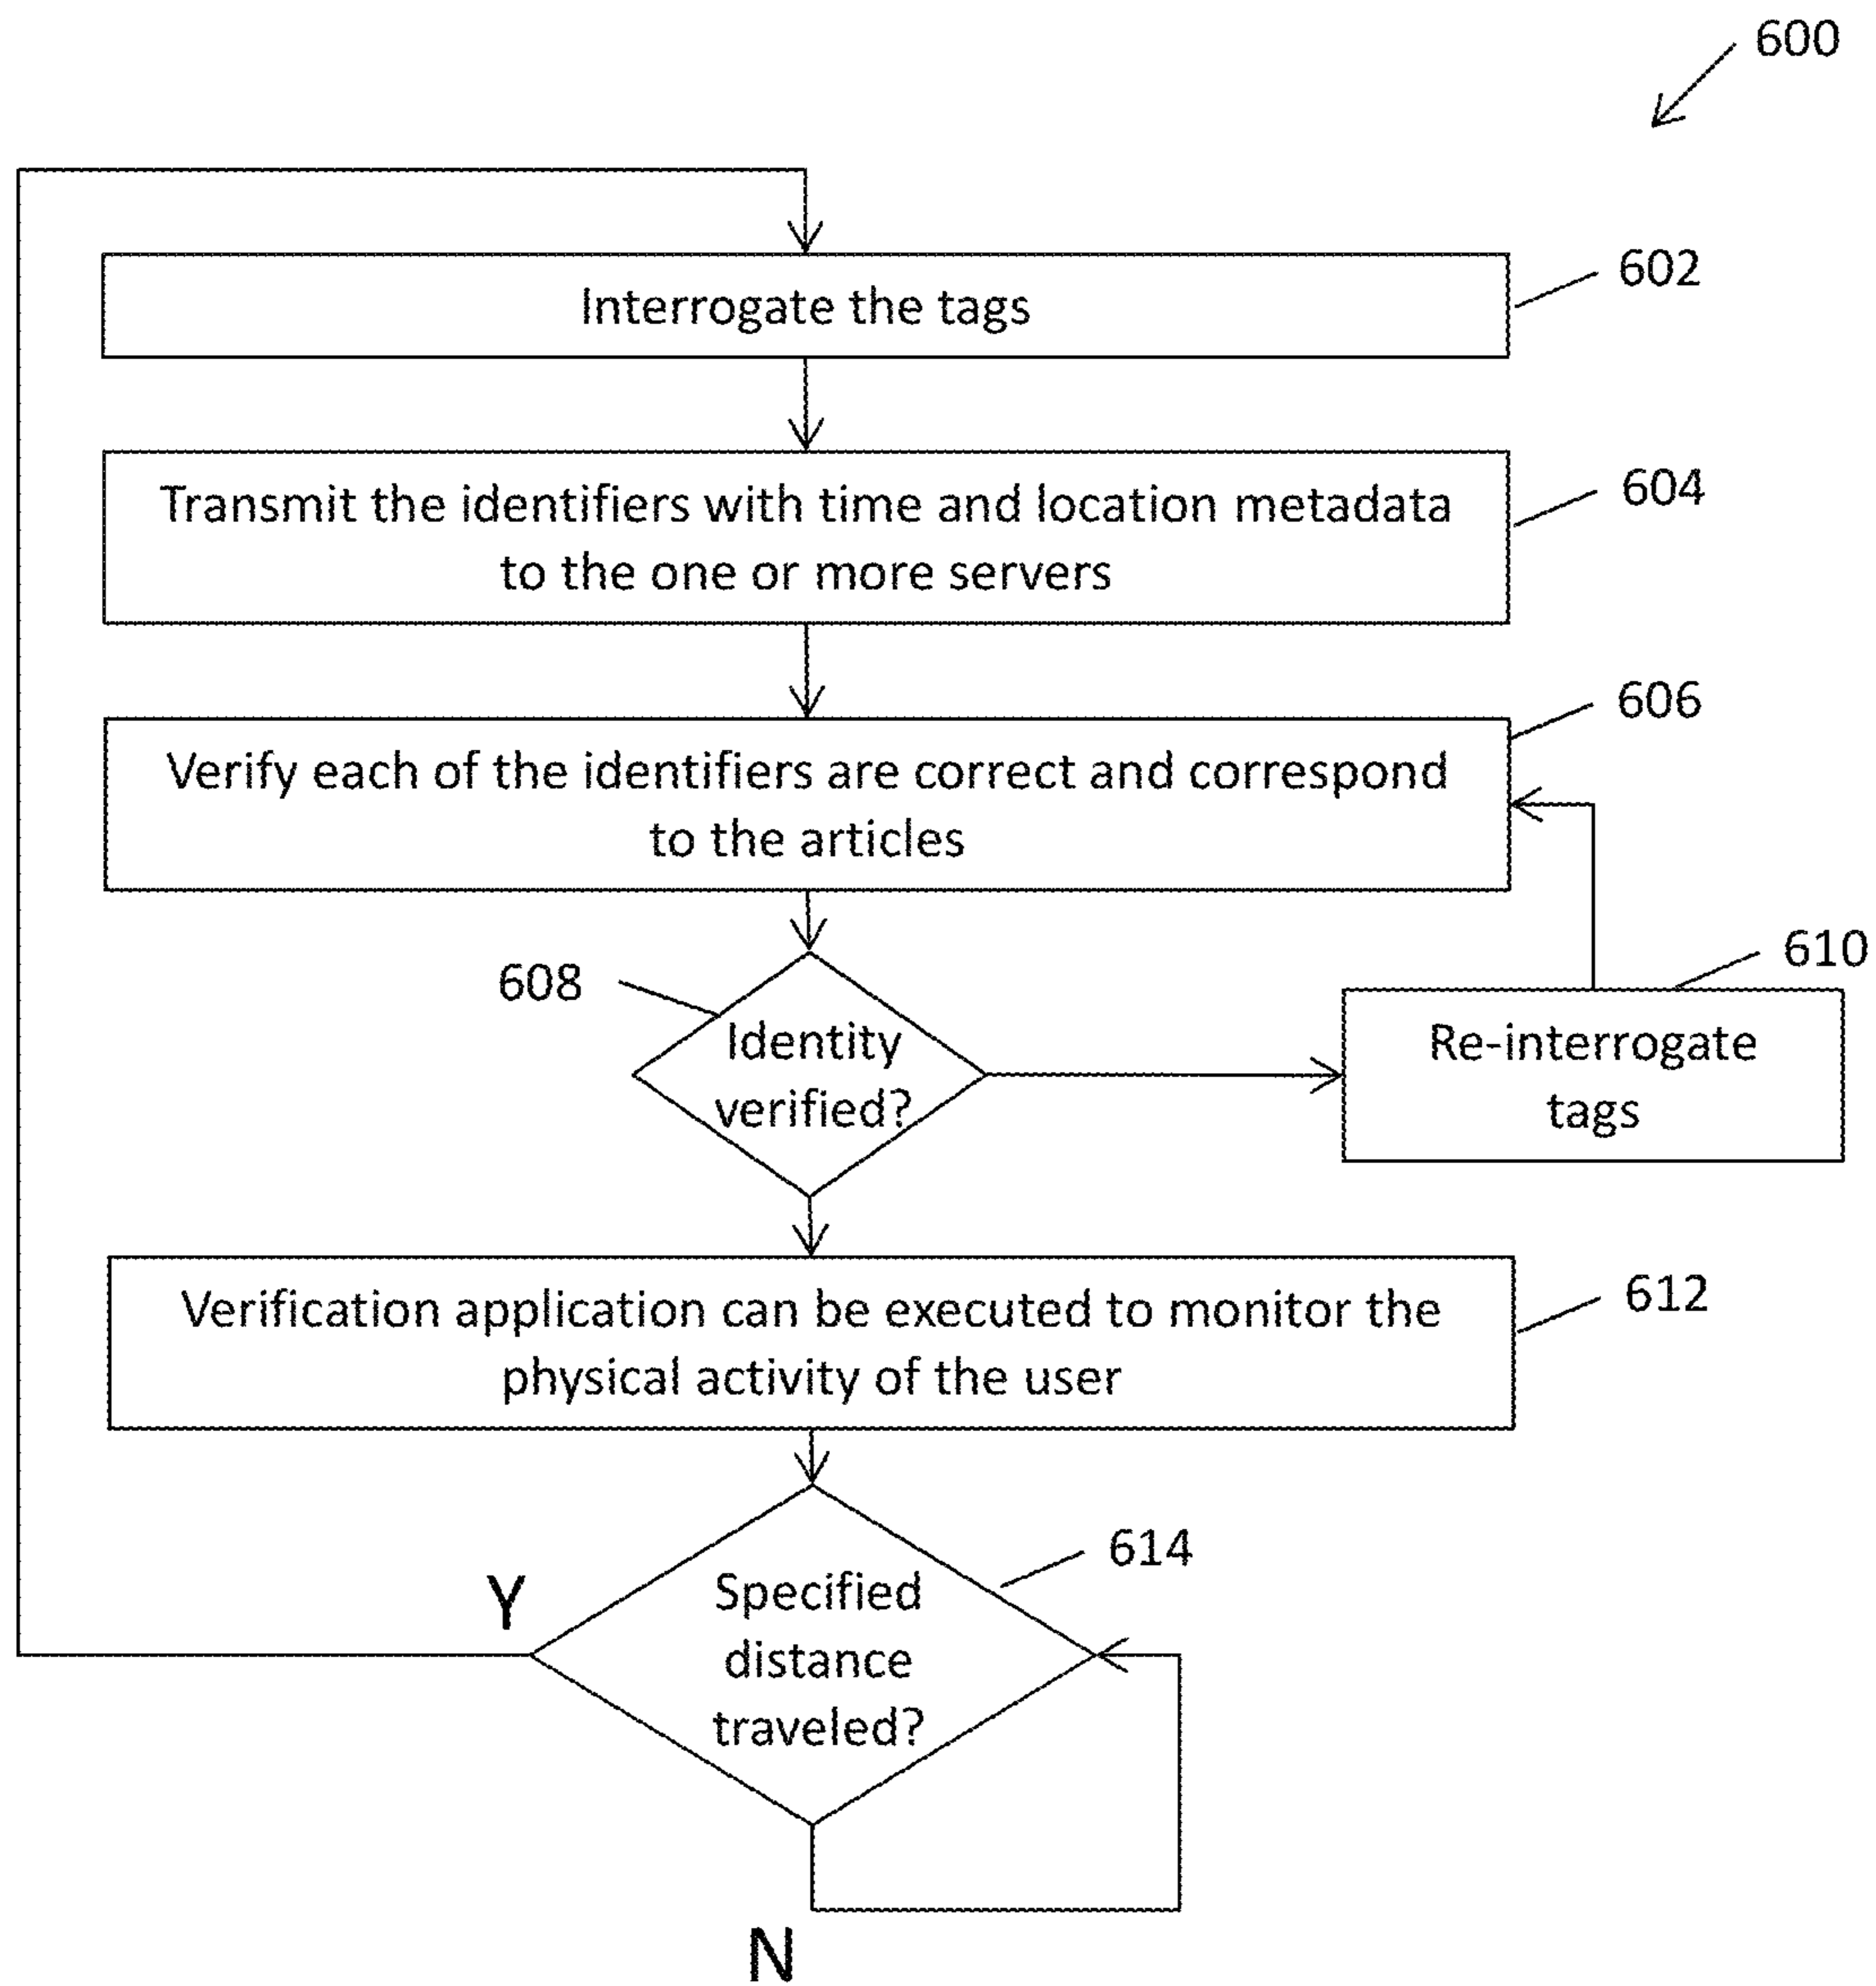 600
602
Interrogate the tags
604
Transmit the identifiers with time and location metadata
to the one or more servers
606
Verify each of the identifiers are correct and correspond
to the articles
608
610
Identity
verified?
Re-interrogate
tags
612
Verification application can be executed to monitor the
physical activity of the user
614
Y
Specified
distance
traveled?
N